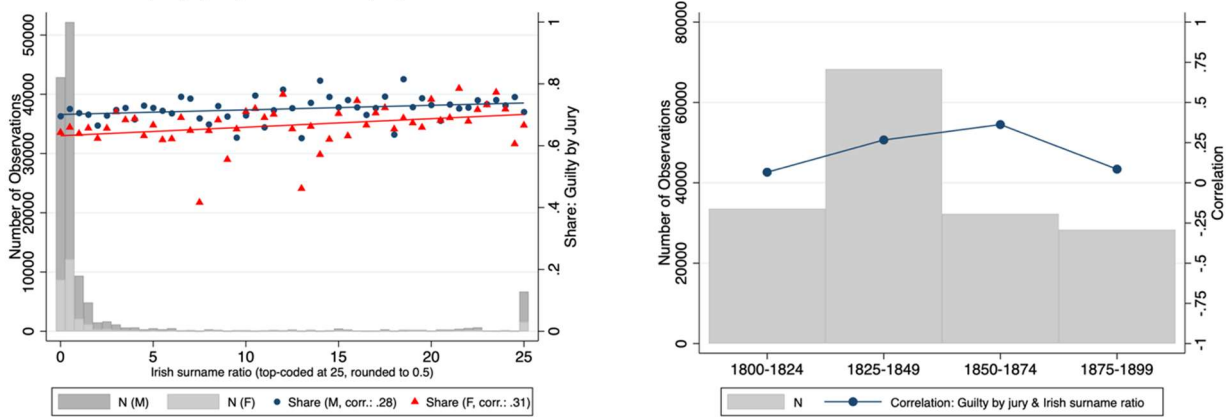 50000
40000
30000
20000
10000
0
Number of Observations
1
.8
.6
.4
.2
0
Share: Guilty by Jury
0 5 10 15 20 25
Irish surname ratio (top-coded at 25, rounded to 0.5)
N (M) N (F) Share (M, corr.: .28) Share (F, corr.: .31)
80000
60000
40000
20000
0
Number of Observations
1
.75
.5
.25
0
-.25
-.5
-.75
-1
Correlation
1800-1824 1825-1849 1850-1874 1875-1899
N Correlation: Guilty by jury & Irish surname ratio